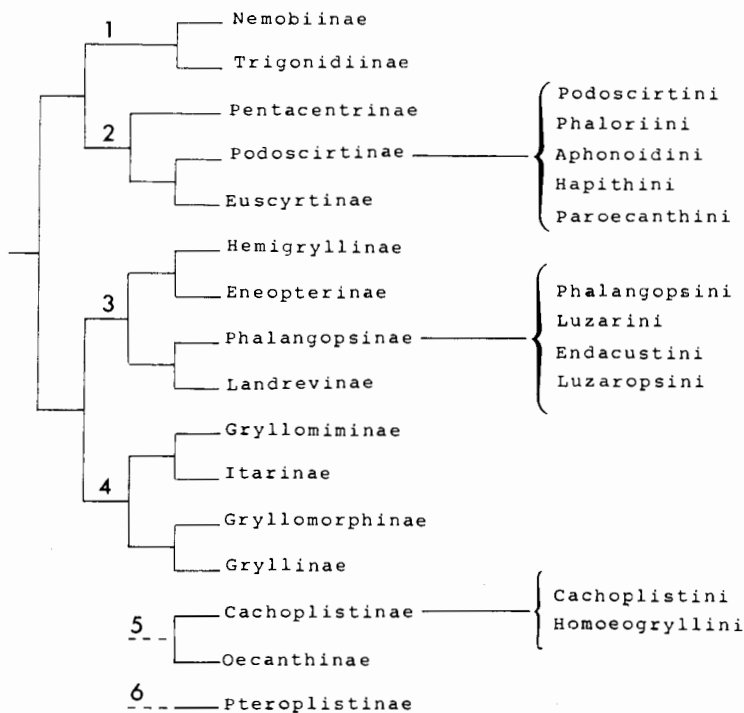 1
Nemobiinae
Trigonidiinae
2
Pentacentrinae
Podoscirtinae
Euscyrtinae
Podoscirtini
Phaloriini
Aphonoidini
Hapithini
Paroecanthini
3
Hemigryllinae
Eneopterinae
Phalangopsinae
Landrevinae
Phalangopsini
Luzarini
Endacustini
Luzaropsini
4
Gryllomiminae
Itarinae
Gryllomorphinae
Gryllinae
5
Cachoplistinae
Oecanthinae
Cachoplistini
Homoeogryllini
6
Pteroplistinae